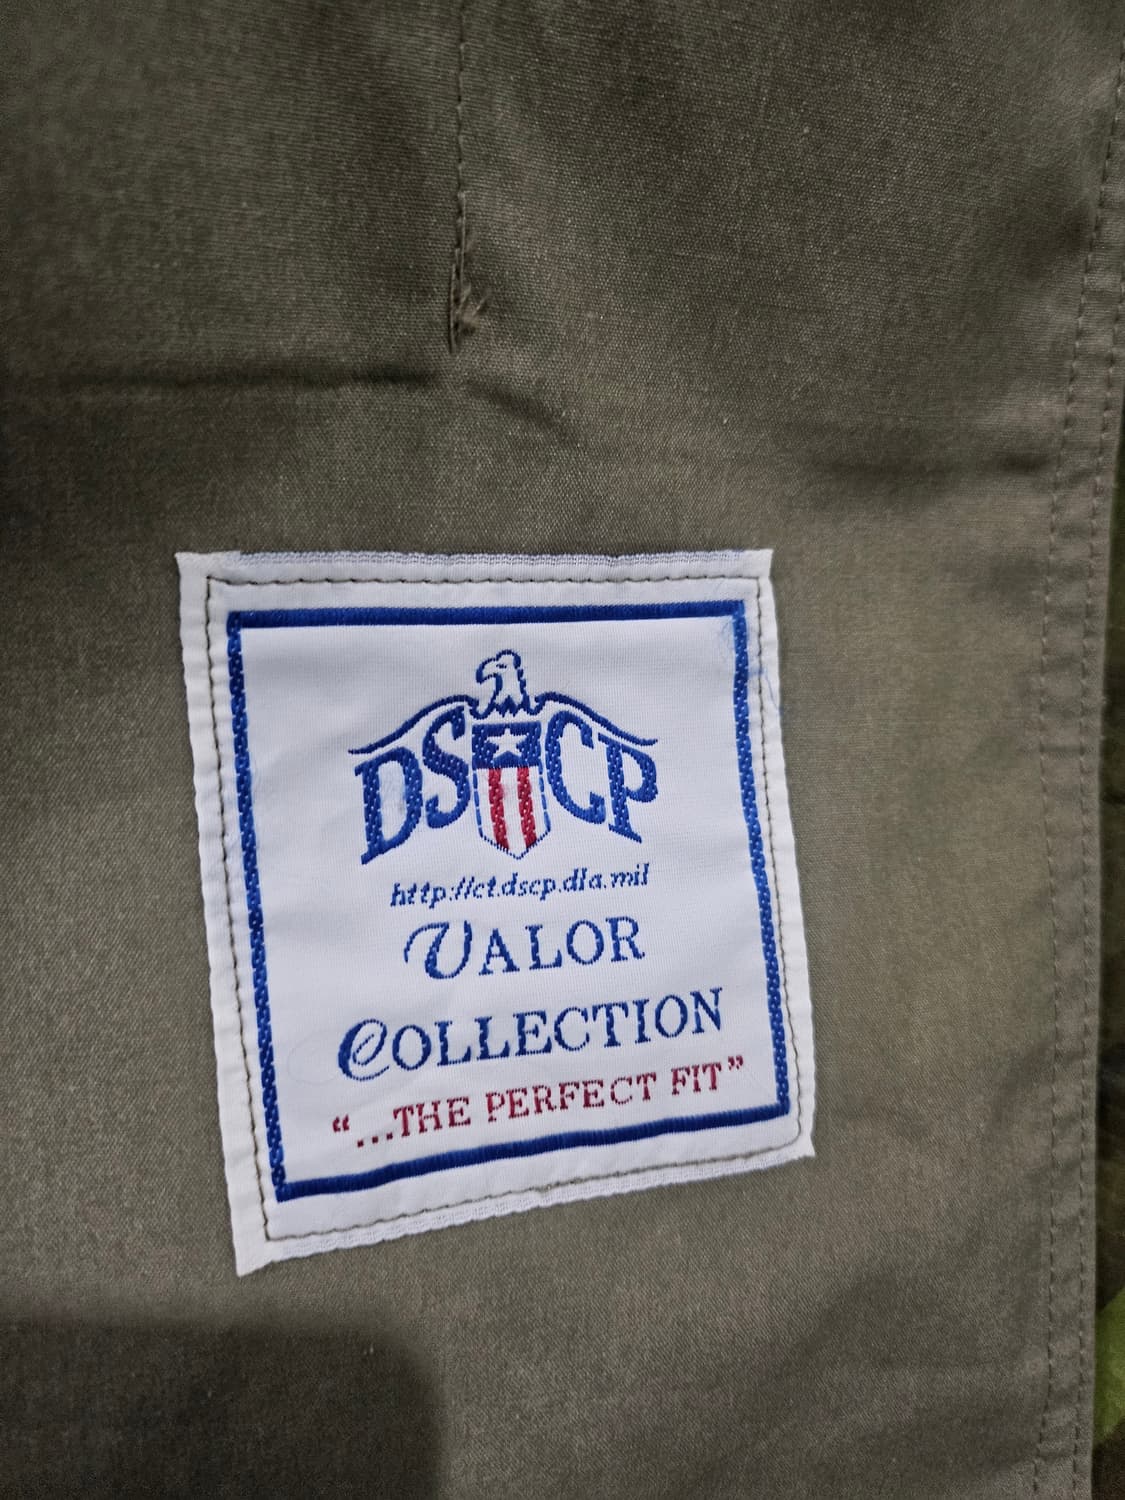 DSCP
http://ct.dscp.dla.mil
VALOR
COLLECTION
“...THE PERFECT FIT”